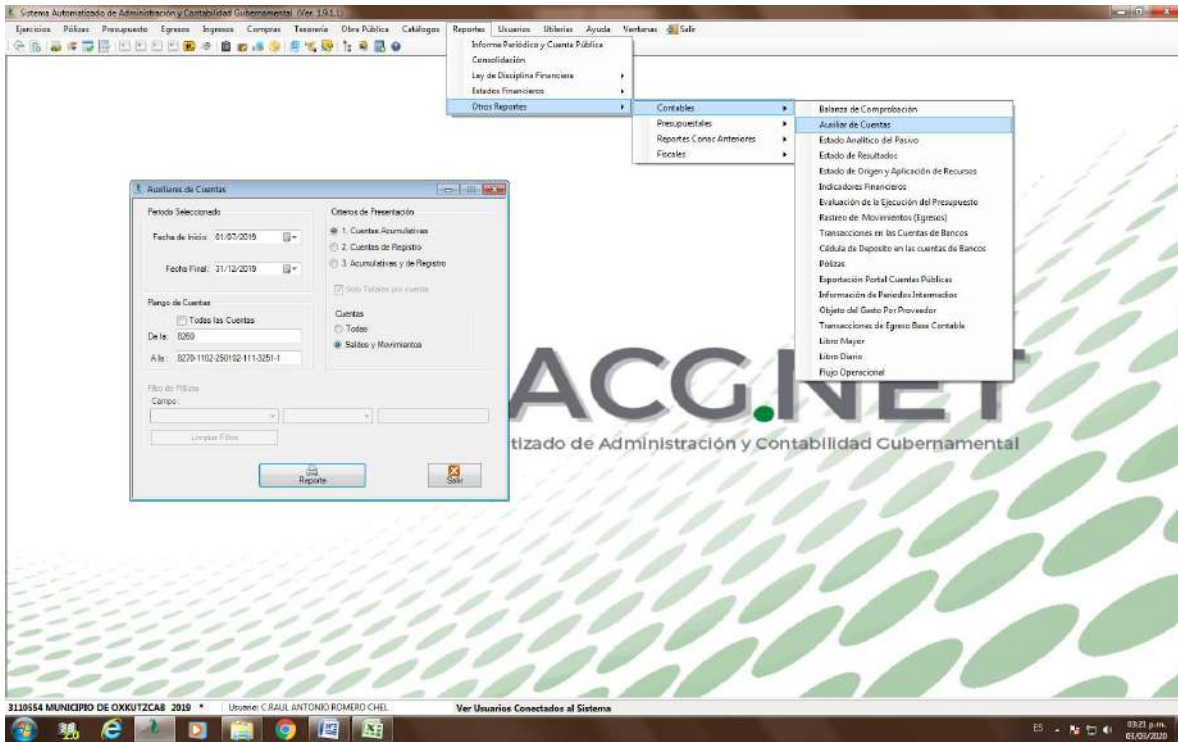 Sistema Automatizado de Administración y Contabilidad Gubernamental (Ver. 1.9.1.1)
Ejercicios Pólizas Presupuesto Egresos Ingresos Compras Tesorería Obra Pública Catálogos Reportes Usuarios Utilerías Ayuda Ventanas Salir
Informe Periódico y Cuenta Pública
Consolidación
Ley de Disciplina Financiera
Estados Financieros
Otros Reportes
Contables
Presupuestales
Reportes Conac Anteriores
Fiscales
Balanza de Comprobación
Auxiliar de Cuentas
Estado Analítico del Pasivo
Estado de Resultados
Estado de Origen y Aplicación de Recursos
Indicadores Financieros
Evaluación de la Ejecución del Presupuesto
Rastreo de Movimientos (Egresos)
Transacciones en las Cuentas de Bancos
Cédula de Deposito en las cuentas de Bancos
Pólizas
Exportación Portal Cuentas Públicas
Información de Periodos Intermedios
Objeto del Gasto Por Proveedor
Transacciones de Egreso Base Contable
Libro Mayor
Libro Diario
Flujo Operacional
Auxiliares de Cuentas
Periodo Seleccionado
Fecha de Inicio: 01/07/2019
Fecha Final: 31/12/2019
Rango de Cuentas
Todas las Cuentas
De la: 8260
A la: 8270-1102-250102-111-3251-1
Criterios de Presentación
1. Cuentas Acumulativas
2. Cuentas de Registro
3. Acumulativas y de Registro
Solo Totales por cuenta
Cuentas
Todas
Saldos y Movimientos
Filtro de Pólizas
Campo:
Limpiar Filtro
Reporte
Salir
ACG.NET
tizado de Administración y Contabilidad Gubernamental
3110554 MUNICIPIO DE OXKUTZCAB 2019 * Usuario: C.RAUL ANTONIO ROMERO CHEL Ver Usuarios Conectados al Sistema
ES 03:21 p.m.
03/03/2020